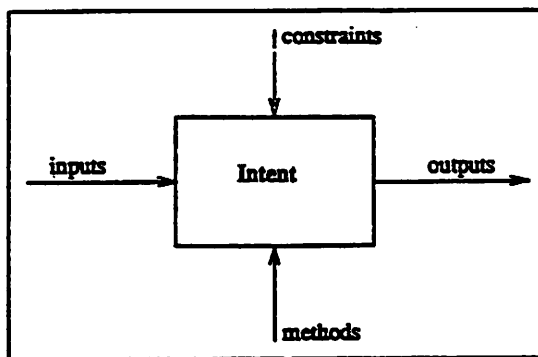 constraints
inputs
Intent
outputs
methods